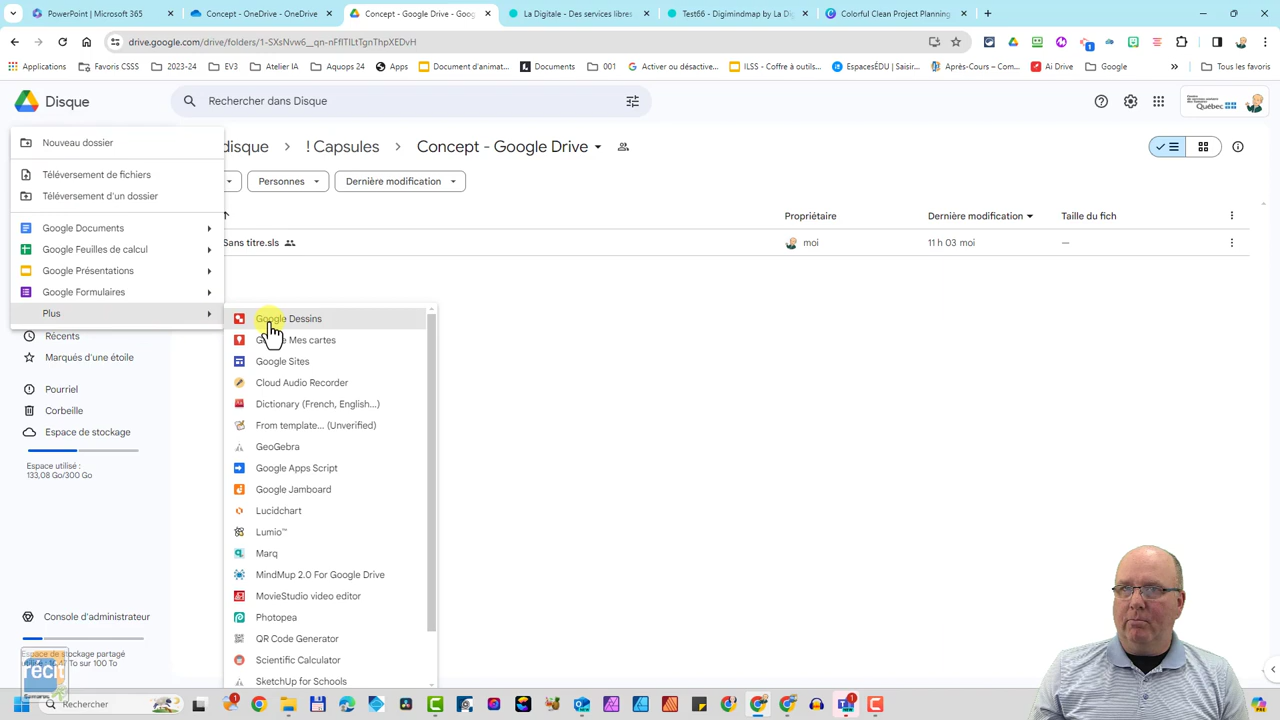 PowerPoint | Microsoft 365
Concept - OneDrive - OneDrive
Concept - Google Drive - Goog
La Digitale - Des services libres
Test66 - Digimindmap by La D
Colorful Clean Project Planning
drive.google.com/drive/folders/1-SXsNvw6__qn-nFfITILtTgnThpXEDvH
Applications
Favoris CSSS
2023-24
EV3
Atelier IA
Aquops 24
Apps
Document d'animat...
Documents
001
Activer ou désactive...
ILSS - Coffre à outils...
EspacesÉDU | Saisir...
Après-Cours – Com...
Ai Drive
Google
Tous les favoris
Disque
Rechercher dans Disque
Québec
Nouveau dossier
Téléversement de fichiers
Téléversement d'un dossier
Google Documents
Google Feuilles de calcul
Google Présentations
Google Formulaires
Plus
disque
! Capsules
Concept - Google Drive
Personnes
Dernière modification
Propriétaire
Dernière modification
Taille du fich
Sans titre.sls
moi
11 h 03 moi
—
Récents
Marqués d'une étoile
Pourriel
Corbeille
Espace de stockage
Espace utilisé :
133,08 Go/300 Go
Google Dessins
Mes cartes
Google Sites
Cloud Audio Recorder
Dictionary (French, English...)
From template... (Unverified)
GeoGebra
Google Apps Script
Google Jamboard
Lucidchart
Lumio™
Marq
MindMup 2.0 For Google Drive
MovieStudio video editor
Photopea
QR Code Generator
Scientific Calculator
SketchUp for Schools
Console d'administrateur
Espace de stockage partagé
To sur 100 To
récit
Rechercher